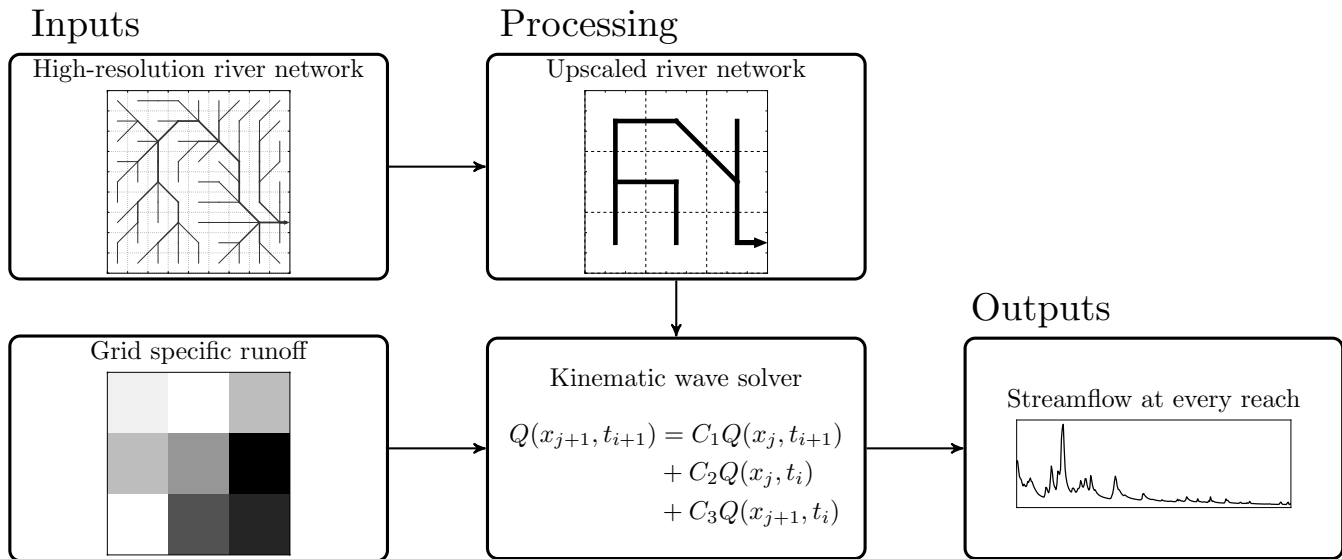 Inputs
Processing
High-resolution river network
Upscaled river network
Outputs
Grid specific runoff
Kinematic wave solver
Q(x_{j+1}, t_{i+1}) = C_1Q(x_j, t_{i+1})
+ C_2Q(x_j, t_i)
+ C_3Q(x_{j+1}, t_i)
Streamflow at every reach